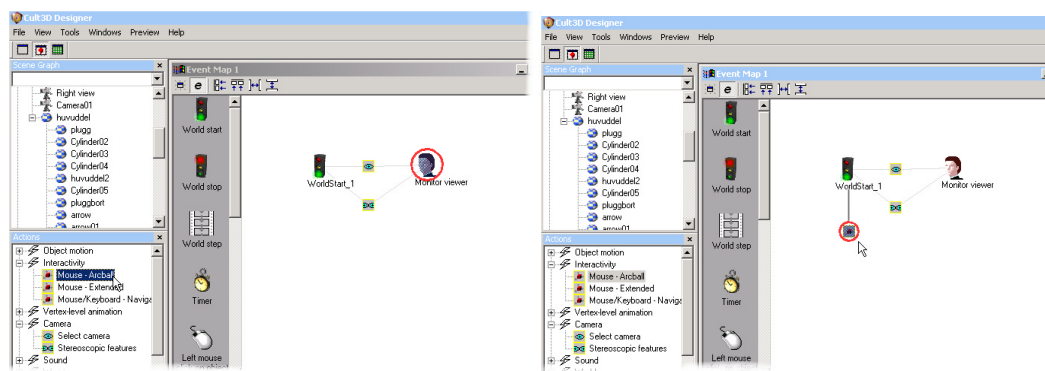 Cult3D Designer
File View Tools Windows Preview Help
Scene Graph
Right view
Camera01
huvuddel
plugg
Cylinder02
Cylinder03
Cylinder04
huvuddel2
Cylinder05
pluggbort
arrow
arrow01
Actions
Object motion
Interactivity
Mouse - Arcball
Mouse - Extended
Mouse/Keyboard - Naviga
Vertex-level animation
Camera
Select camera
Stereoscopic features
Sound
Event Map 1
World start
World stop
World step
Timer
Left mouse
WorldStart_1
Monitor viewer
Cult3D Designer
File View Tools Windows Preview Help
Scene Graph
Right view
Camera01
huvuddel
plugg
Cylinder02
Cylinder03
Cylinder04
huvuddel2
Cylinder05
pluggbort
arrow
arrow01
Actions
Object motion
Interactivity
Mouse - Arcball
Mouse - Extended
Mouse/Keyboard - Naviga
Vertex-level animation
Camera
Select camera
Stereoscopic features
Sound
Event Map 1
World start
World stop
World step
Timer
Left mouse
WorldStart_1
Monitor viewer